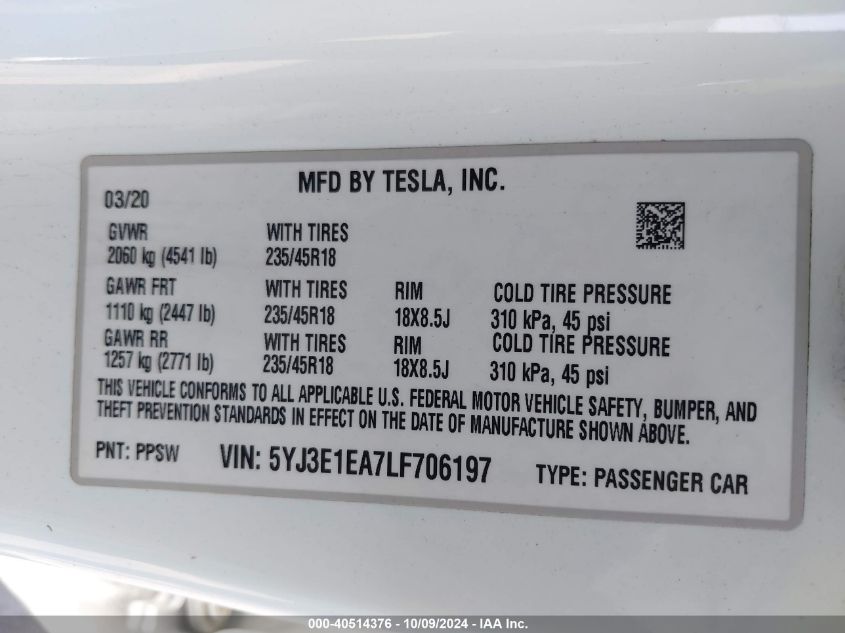 MFD BY TESLA, INC.
03/20
GVWR WITH TIRES
2060 kg (4541 lb) 235/45R18
GAWR FRT WITH TIRES RIM COLD TIRE PRESSURE
1110 kg (2447 lb) 235/45R18 18X8.5J 310 kPa, 45 psi
GAWR RR WITH TIRES RIM COLD TIRE PRESSURE
1257 kg (2771 lb) 235/45R18 18X8.5J 310 kPa, 45 psi
THIS VEHICLE CONFORMS TO ALL APPLICABLE U.S. FEDERAL MOTOR VEHICLE SAFETY, BUMPER, AND
THEFT PREVENTION STANDARDS IN EFFECT ON THE DATE OF MANUFACTURE SHOWN ABOVE.
PNT: PPSW VIN: 5YJ3E1EA7LF706197 TYPE: PASSENGER CAR
000-40514376 - 10/09/2024 - IAA Inc.